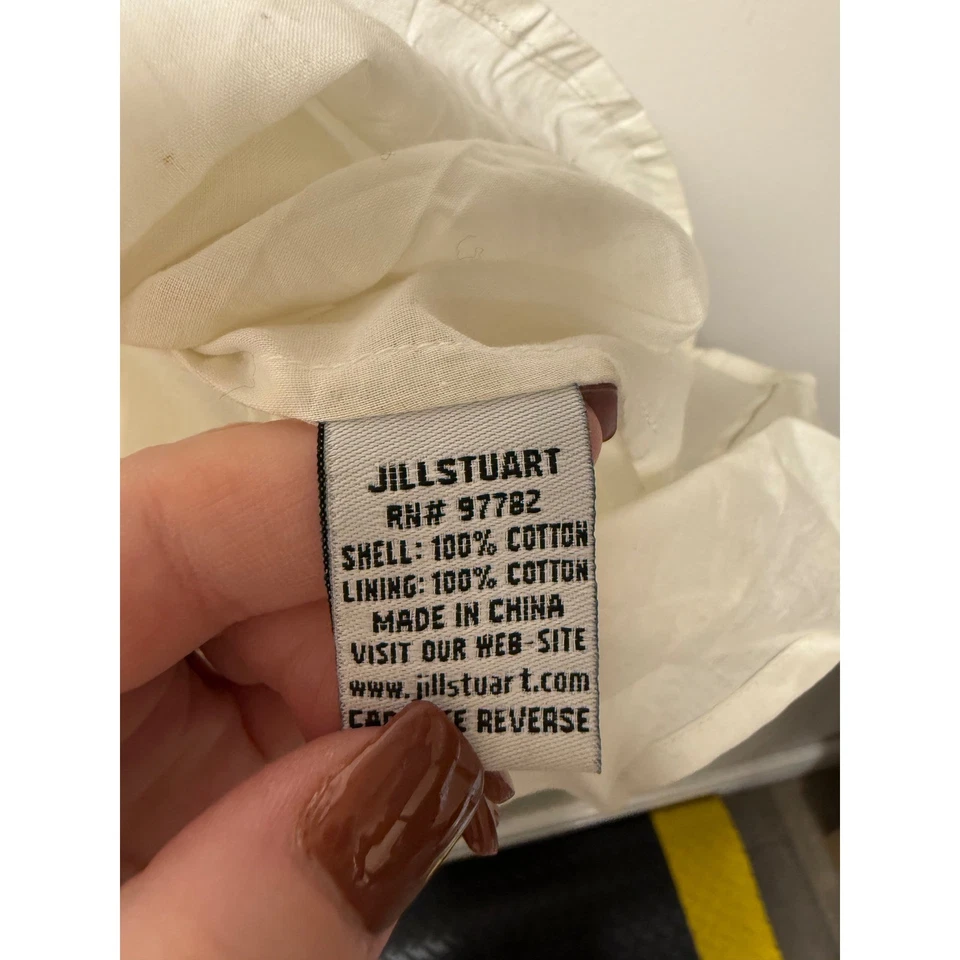 JILLSTUART
RN# 97782
SHELL: 100% COTTON
LINING: 100% COTTON
MADE IN CHINA
VISIT OUR WEB-SITE
www.jillstuart.com
REVERSE